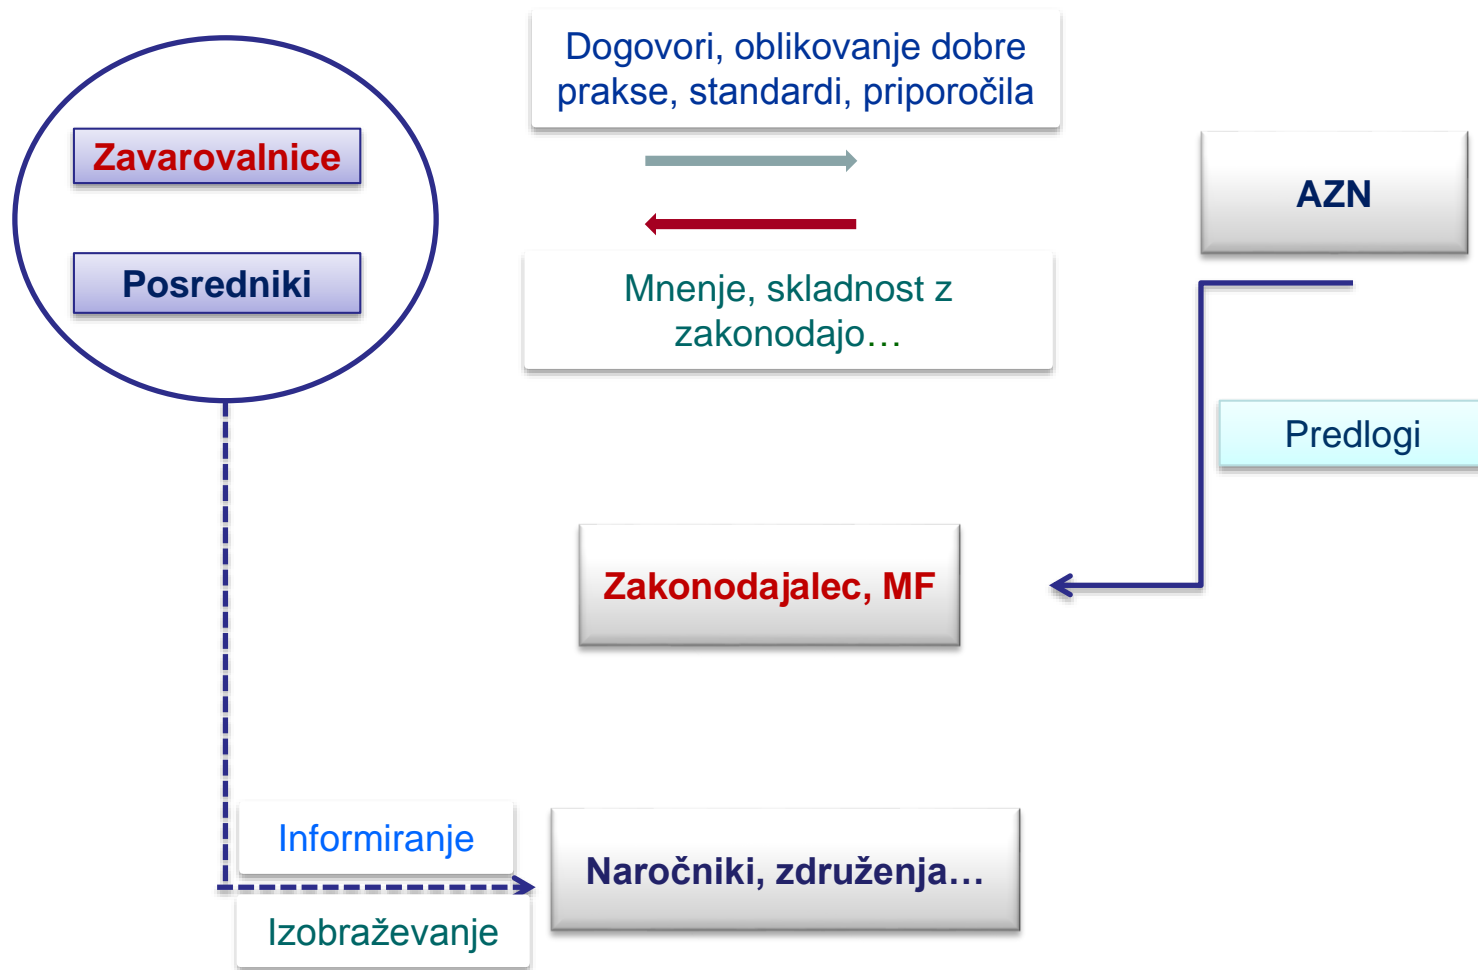 Dogovori, oblikovanje dobre
prakse, standardi, priporočila
Zavarovalnice
AZN
Posredniki
Mnenje, skladnost z
zakonodajo…
Predlogi
Zakonodajalec, MF
Informiranje
Naročniki, združenja…
Izobraževanje